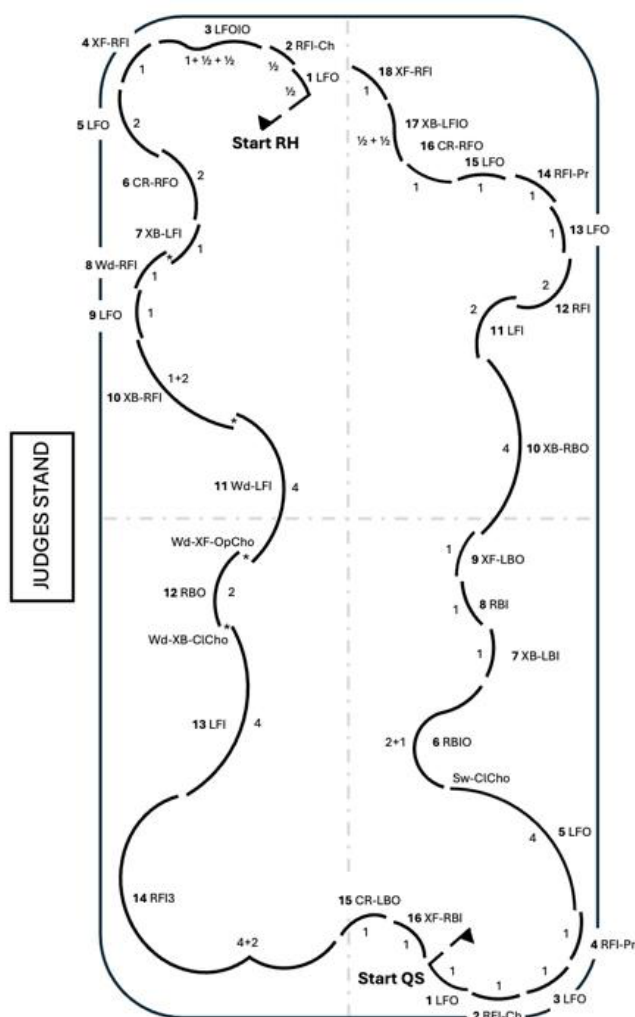 3 LFOIO
4 XF-RFI
2 RFI-Ch
1
1+ ½ + ½
½
1 LFO
½
Start RH
5 LFO
2
6 CR-RFO
2
7 XB-LFI
*
1
8 Wd-RFI
1
9 LFO
1
10 XB-RFI
1+2
*
11 Wd-LFI
4
Wd-XF-OpCho
*
12 RBO
2
Wd-XB-ClCho
*
13 LFI
4
14 RFI3
4+2
15 CR-LBO
1
16 XF-RBI
1
Start QS
1 LFO
1
2 RFI-Ch
1
3 LFO
1
4 RFI-Pr
1
5 LFO
4
Sw-ClCho
6 RBIO
2+1
7 XB-LBI
1
8 RBI
1
9 XF-LBO
1
10 XB-RBO
4
11 LFI
2
12 RFI
2
13 LFO
1
14 RFI-Pr
1
15 LFO
1
16 CR-RFO
1
17 XB-LFIO
½ + ½
18 XF-RFI
1
JUDGES STAND